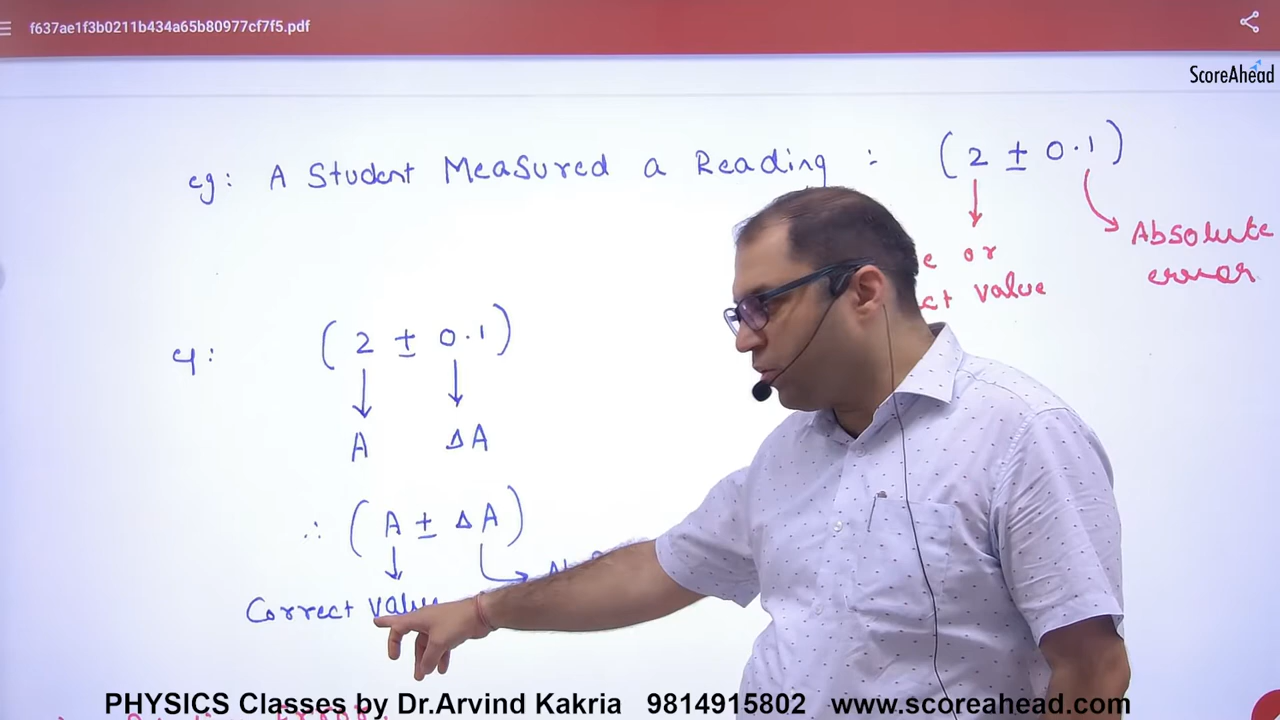 f637ae1f3b0211b434a65b80977cf7f5.pdf
ScoreAhead
eg: A Student Measured a Reading : (2 ± 0.1)
or
value
Absolute
error
(2 ± 0.1)
A ΔA
∴ (A ± ΔA)
Correct value
PHYSICS Classes by Dr.Arvind Kakria 9814915802 www.scoreahead.com